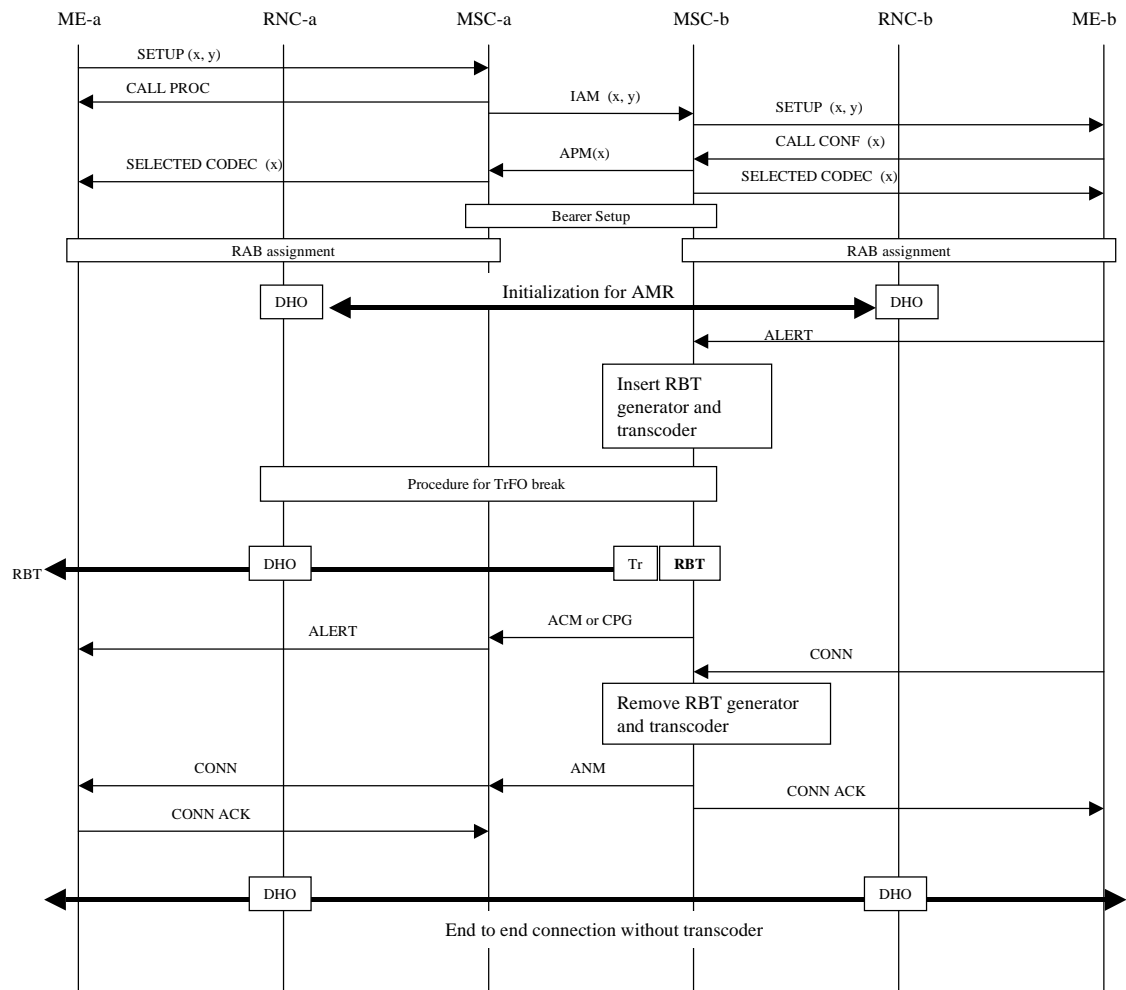 ME-a RNC-a MSC-a MSC-b RNC-b ME-b
SETUP (x, y)
CALL PROC
IAM (x, y)
SETUP (x, y)
CALL CONF (x)
APM(x)
SELECTED CODEC (x)
SELECTED CODEC (x)
Bearer Setup
RAB assignment
RAB assignment
Initialization for AMR
DHO
DHO
ALERT
Insert RBT
generator and
transcoder
Procedure for TrFO break
RBT
DHO
Tr
RBT
ACM or CPG
ALERT
CONN
Remove RBT generator
and transcoder
CONN
ANM
CONN ACK
CONN ACK
DHO
DHO
End to end connection without transcoder